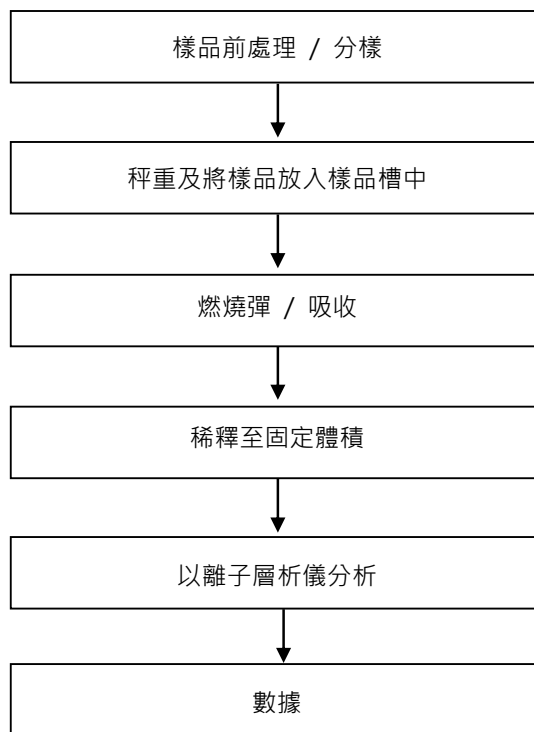 樣品前處理 / 分樣
秤重及將樣品放入樣品槽中
燃燒彈 / 吸收
稀釋至固定體積
以離子層析儀分析
數據